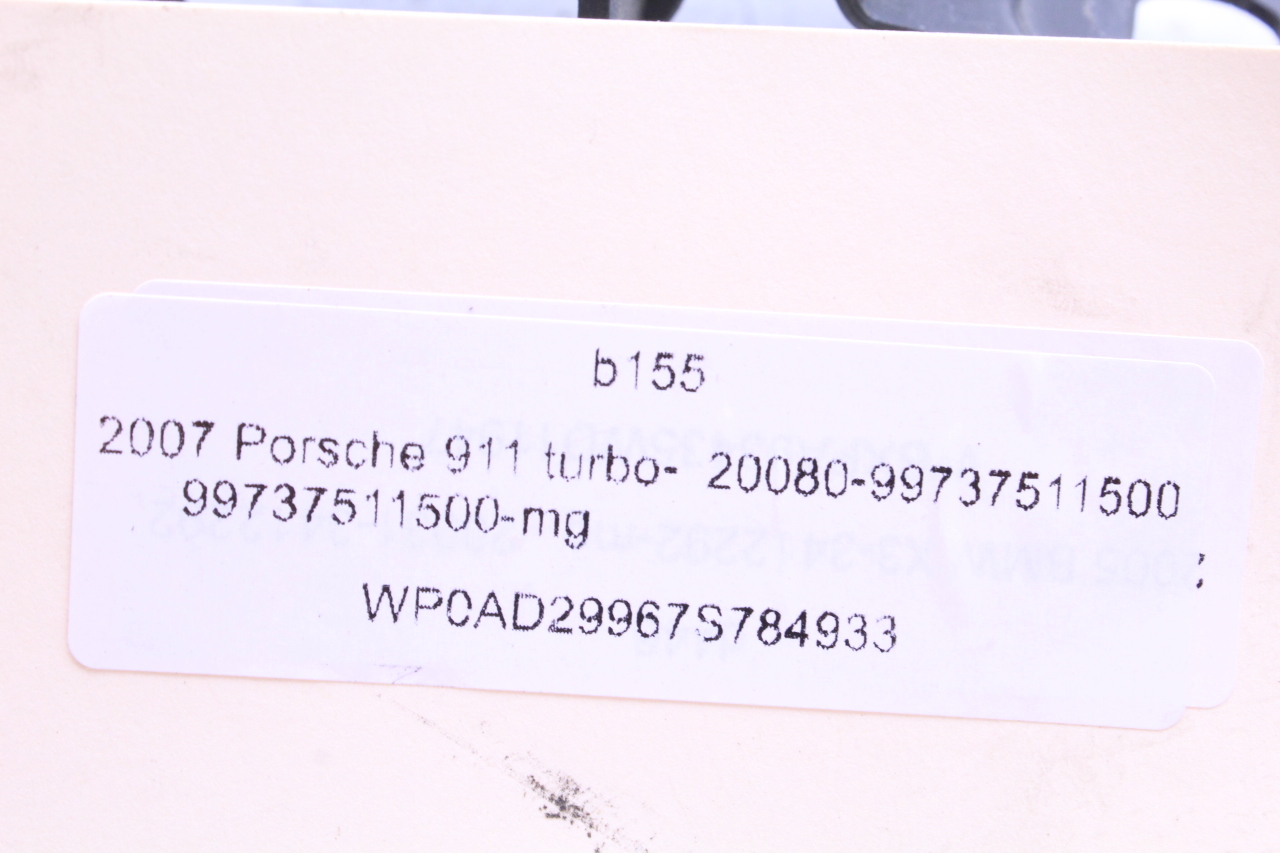 b155
2007 Porsche 911 turbo- 20080-99737511500
99737511500-mg
WP0AD29967S784933